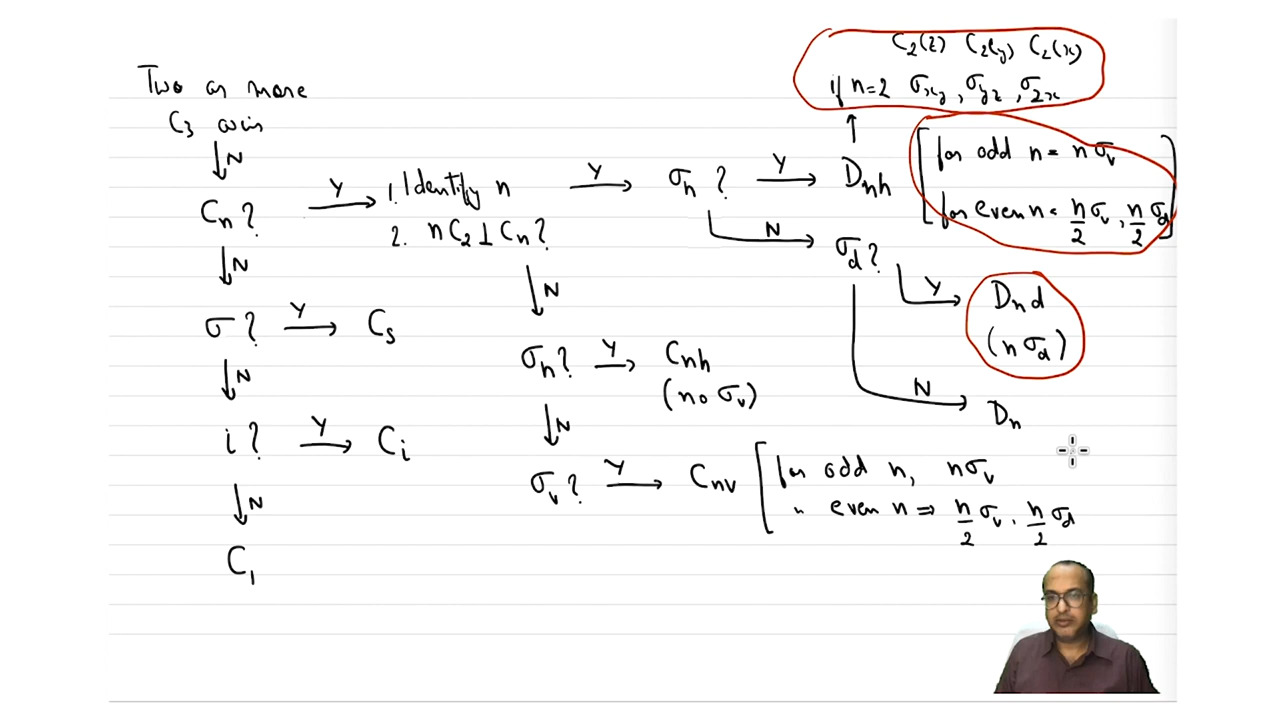 C₂(z) C₂(y) C₂(x)
if n=2 σxy, σyz, σzx
Two or more
C₃ axis
↓N
Cn? Y→ 1. Identify n
2. nC₂ ⊥ Cn?
Y→ σh? Y→ Dnh
[for odd n = nσv
for even n = n/2 σv, n/2 σd]
N→ σd?
Y→ Dnd
(nσd)
N→ Dn
↓N
σ? Y→ Cs
↓N
i? Y→ Ci
↓N
C₁
↓N
σh? Y→ Cnh
(no σv)
↓N
σv? Y→ Cnv [for odd n, nσv
" even n ⇒ n/2 σv, n/2 σd